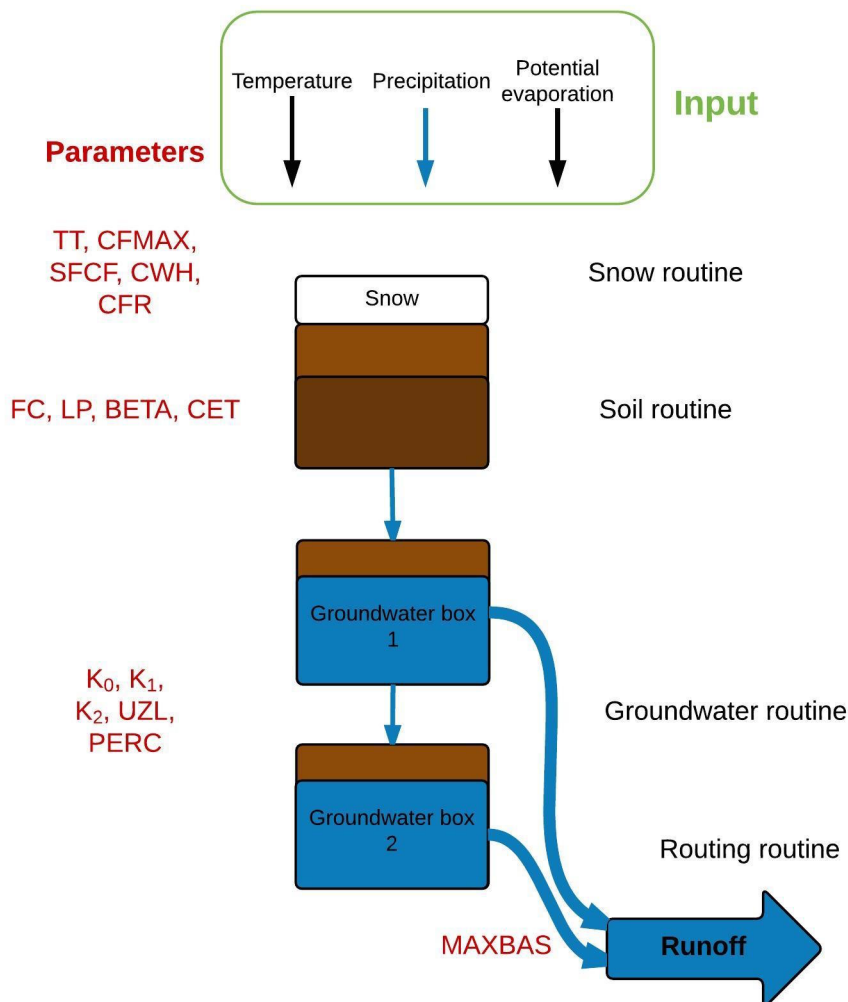 Temperature
Precipitation
Potential
evaporation
Input
Parameters
TT, CFMAX,
SFCF, CWH,
CFR
Snow
Snow routine
FC, LP, BETA, CET
Soil routine
Groundwater box
1
K₀, K₁,
K₂, UZL,
PERC
Groundwater routine
Groundwater box
2
Routing routine
MAXBAS
Runoff